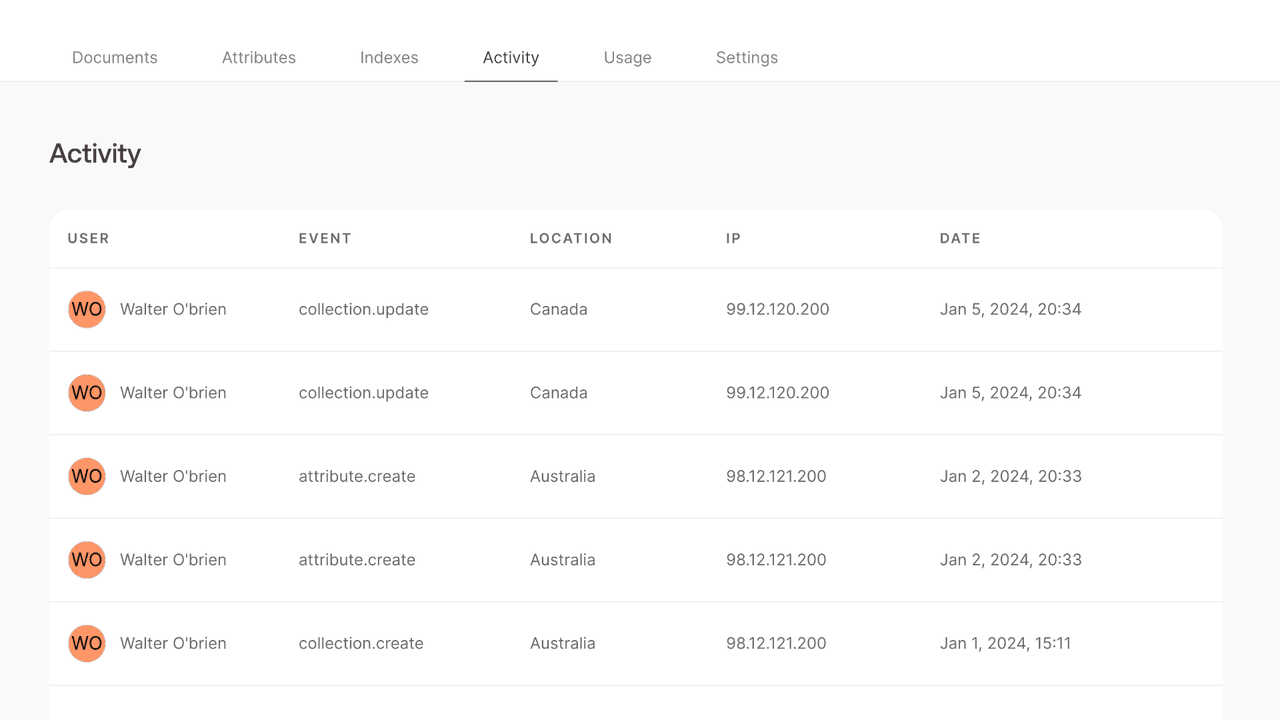 Documents Attributes Indexes Activity Usage Settings
Activity
USER EVENT LOCATION IP DATE
WO Walter O'brien collection.update Canada 99.12.120.200 Jan 5, 2024, 20:34
WO Walter O'brien collection.update Canada 99.12.120.200 Jan 5, 2024, 20:34
WO Walter O'brien attribute.create Australia 98.12.121.200 Jan 2, 2024, 20:33
WO Walter O'brien attribute.create Australia 98.12.121.200 Jan 2, 2024, 20:33
WO Walter O'brien collection.create Australia 98.12.121.200 Jan 1, 2024, 15:11